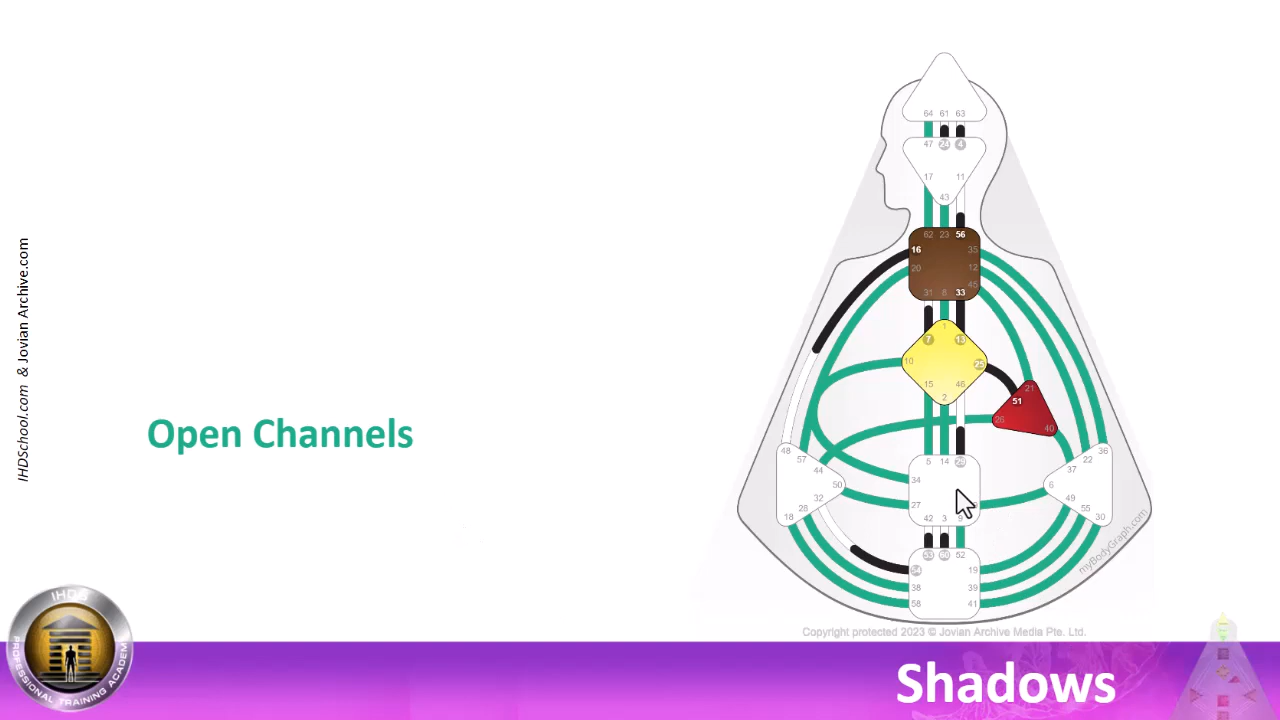 IHDSchool.com & Jovian Archive.com
Open Channels
64 61 63
47 24 4
17 11
43
62 23 56
16 35
20 12
45
31 8 33
1
7 13
10 25
15 46
2
21
51
26
40
48
57
44
50
32
28
18
5 14 29
34
27
42 3 9
36
22
37
6
49
55
30
53 60 52
54 19
38 39
58 41
myBodyGraph.com
Copyright protected 2023 © Jovian Archive Media Pte. Ltd.
IHDS
PROFESSIONAL TRAINING ACADEMY
Shadows